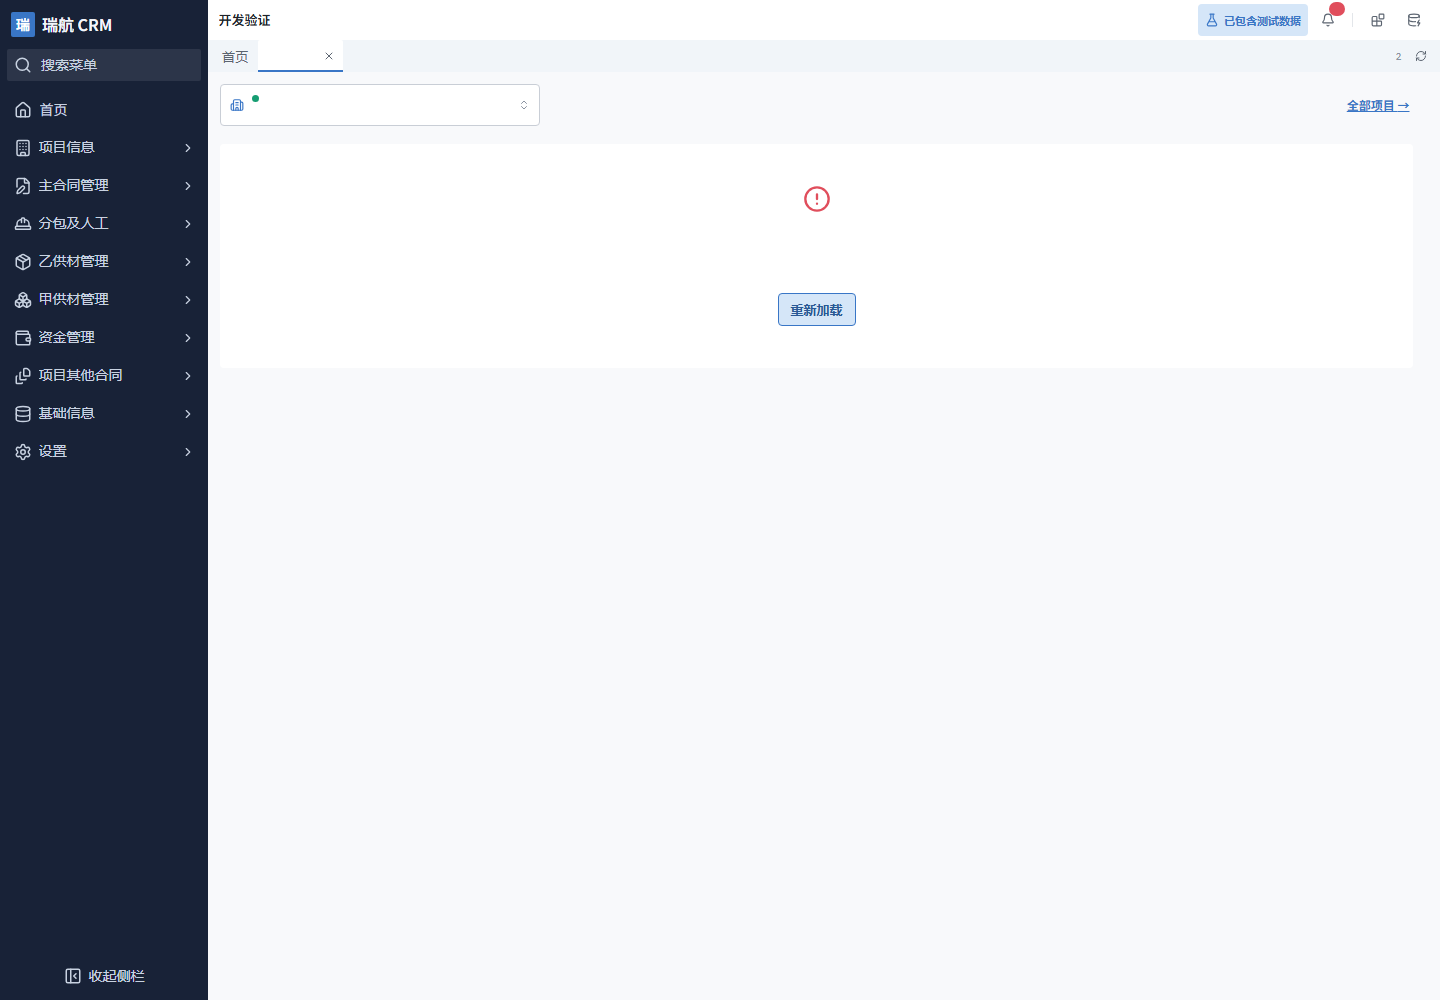 瑞 瑞航 CRM
搜索菜单
首页
项目信息
主合同管理
分包及人工
乙供材管理
甲供材管理
资金管理
项目其他合同
基础信息
设置
收起侧栏
开发验证
已包含测试数据
首页
2
全部项目 →
重新加载